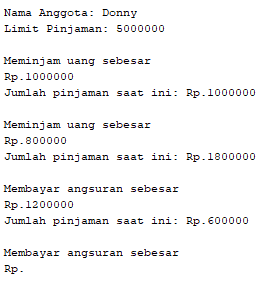 Nama Anggota: Donny
Limit Pinjaman: 5000000
Meminjam uang sebesar
Rp.1000000
Jumlah pinjaman saat ini: Rp.1000000
Meminjam uang sebesar
Rp.800000
Jumlah pinjaman saat ini: Rp.1800000
Membayar angsuran sebesar
Rp.1200000
Jumlah pinjaman saat ini: Rp.600000
Membayar angsuran sebesar
Rp.